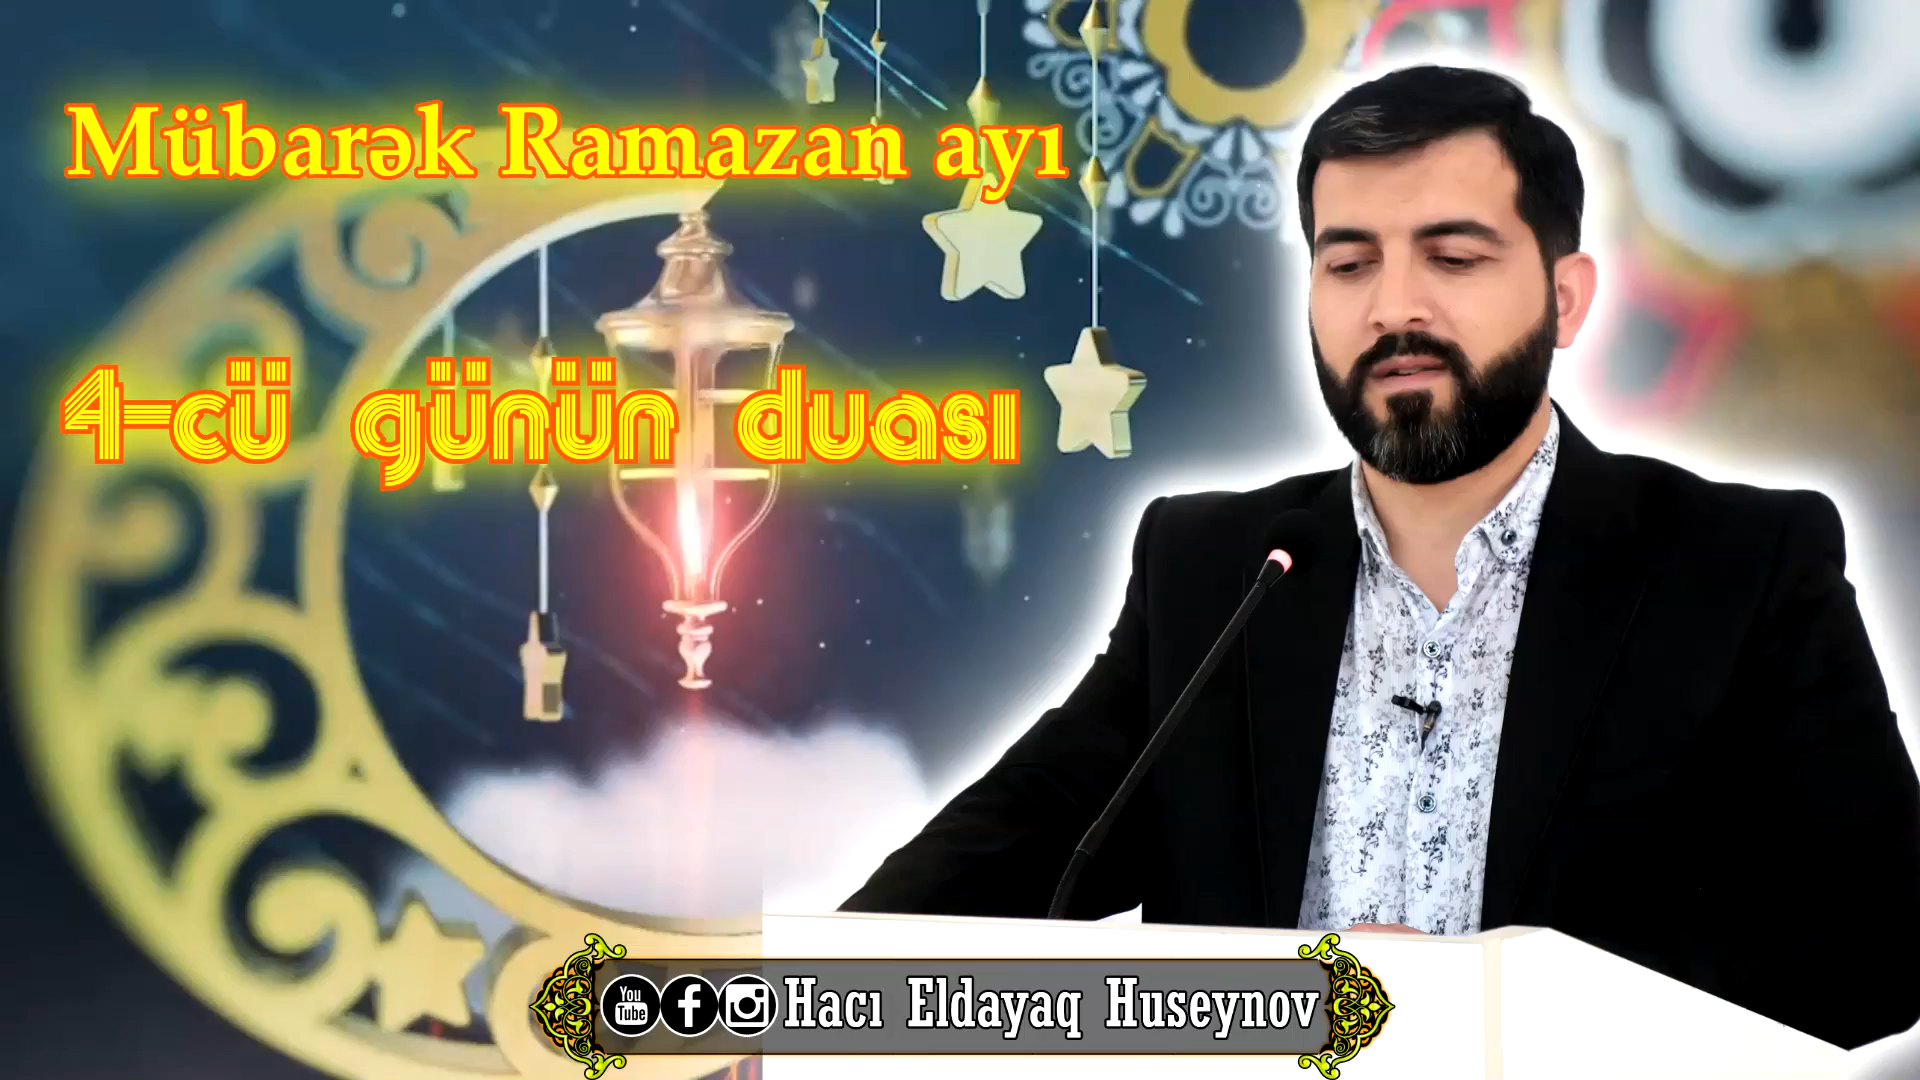 Mübarək Ramazan ayı
4-cü günün duası
You Tube
Hacı Eldayaq Huseynov